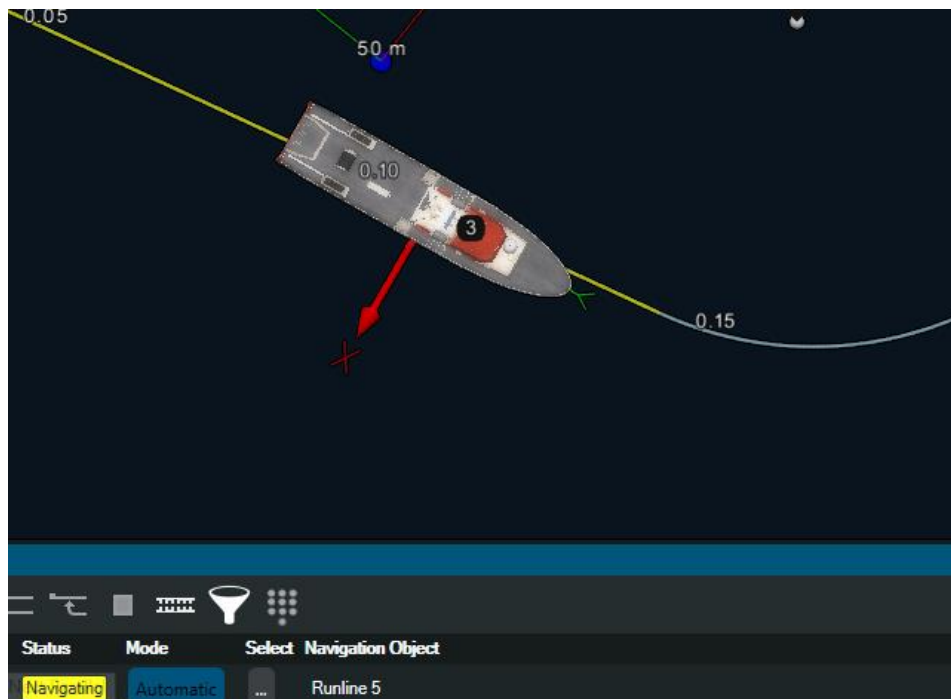 0.05
50 m
0.10
3
0.15
X
Status Mode Select Navigation Object
Navigating Automatic ... Runline 5